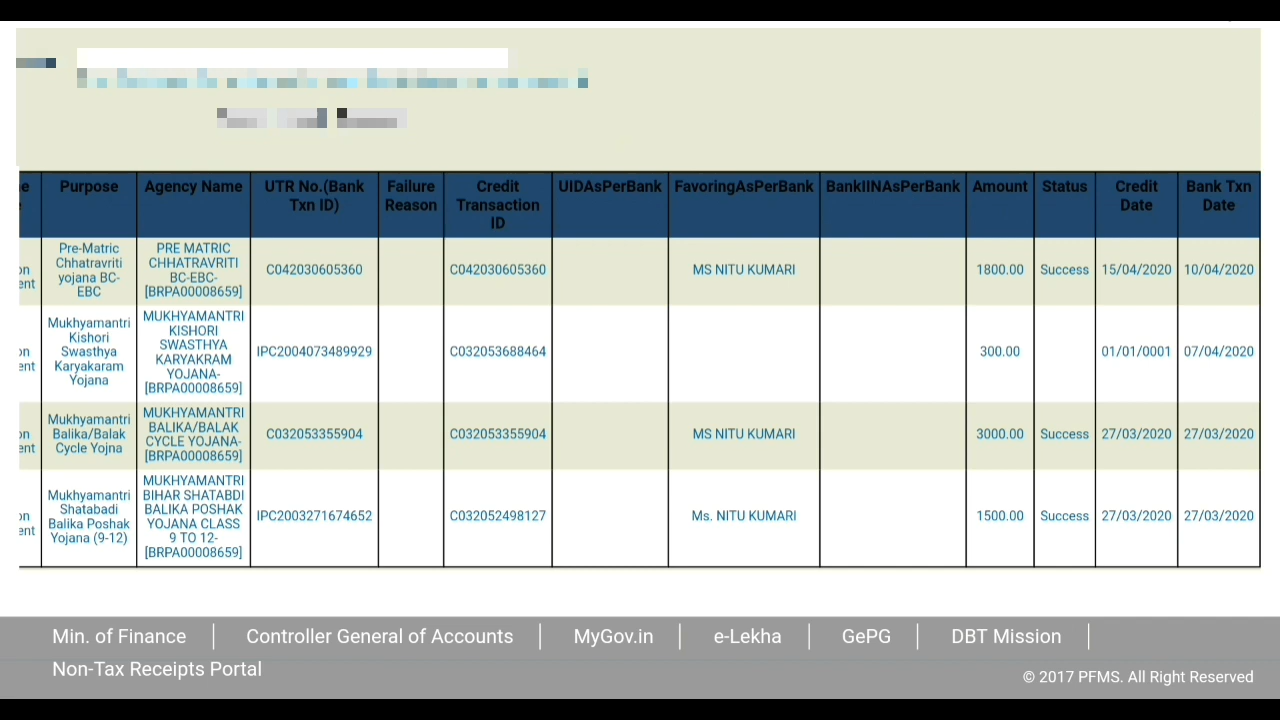 Purpose Agency Name UTR No.(Bank Txn ID) Failure Reason Credit Transaction ID UIDAsPerBank FavoringAsPerBank BankIINAsPerBank Amount Status Credit Date Bank Txn Date
Pre-Matric Chhatravriti yojana BC-EBC PRE MATRIC CHHATRAVRITI BC-EBC-[BRPA00008659] C042030605360 C042030605360 MS NITU KUMARI 1800.00 Success 15/04/2020 10/04/2020
Mukhyamantri Kishori Swasthya Karyakaram Yojana MUKHYAMANTRI KISHORI SWASTHYA KARYAKRAM YOJANA-[BRPA00008659] IPC2004073489929 C032053688464 300.00 01/01/0001 07/04/2020
Mukhyamantri Balika/Balak Cycle Yojna MUKHYAMANTRI BALIKA/BALAK CYCLE YOJANA-[BRPA00008659] C032053355904 C032053355904 MS NITU KUMARI 3000.00 Success 27/03/2020 27/03/2020
Mukhyamantri Shatabadi Balika Poshak Yojana (9-12) MUKHYAMANTRI BIHAR SHATABDI BALIKA POSHAK YOJANA CLASS 9 TO 12-[BRPA00008659] IPC2003271674652 C032052498127 Ms. NITU KUMARI 1500.00 Success 27/03/2020 27/03/2020
Min. of Finance Controller General of Accounts MyGov.in e-Lekha GePG DBT Mission
Non-Tax Receipts Portal
© 2017 PFMS. All Right Reserved